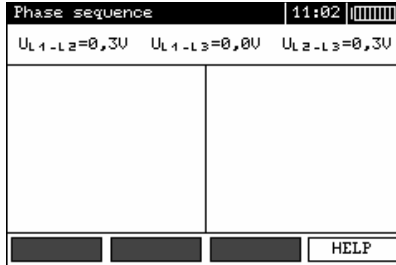 Phase sequence 11:02
UL1-L2=0,3V UL1-L3=0,0V UL2-L3=0,3V
HELP